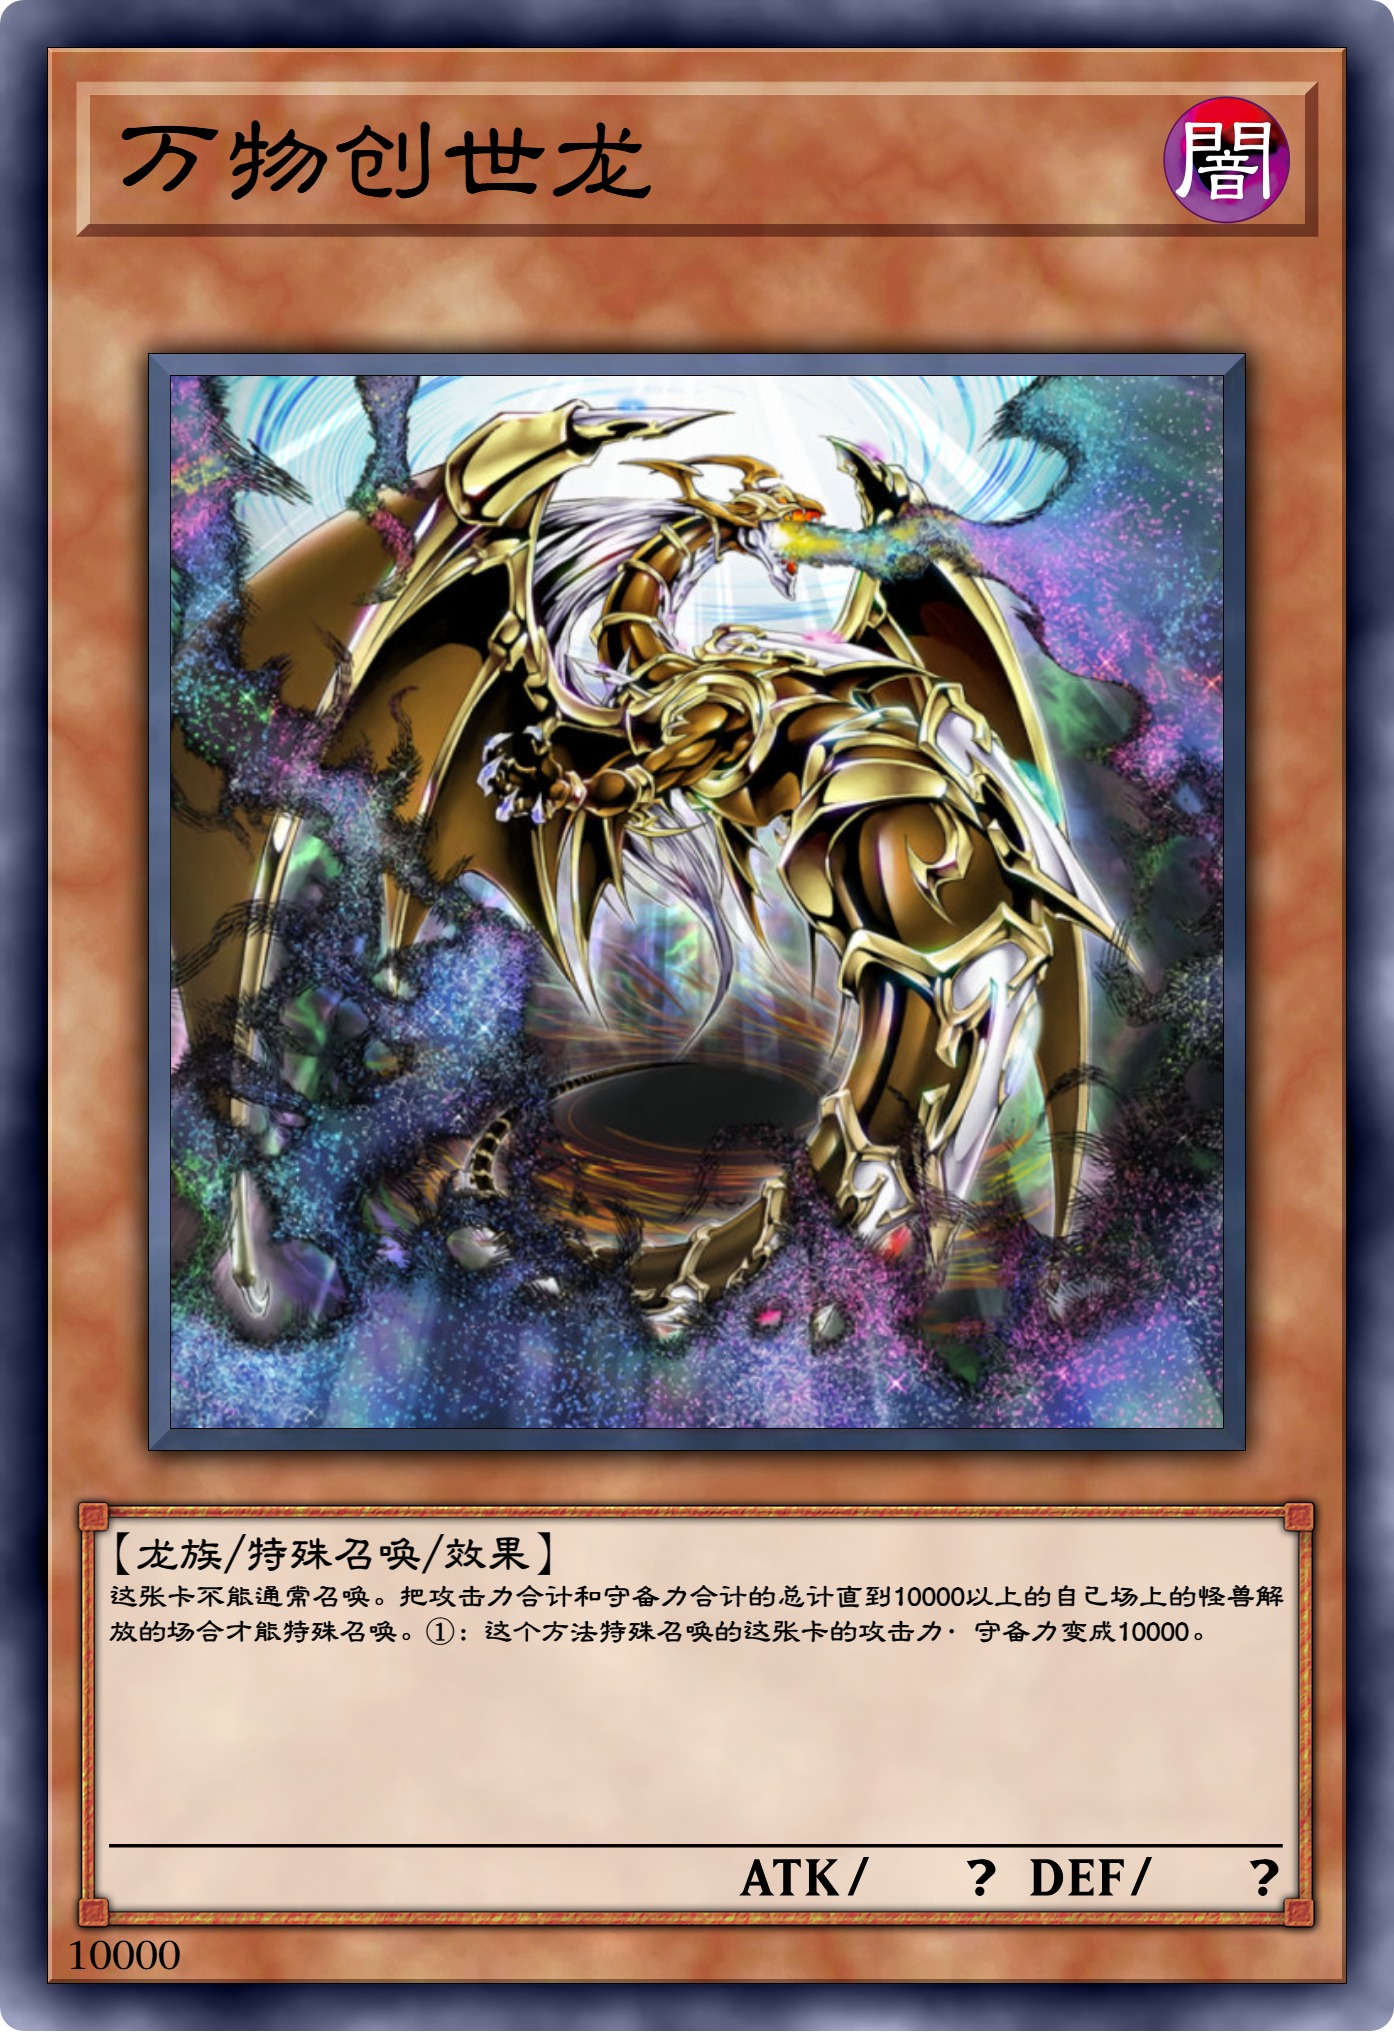 万物创世龙
闇
【龙族/特殊召唤/效果】
这张卡不能通常召唤。把攻击力合计和守备力合计的总计直到10000以上的自己场上的怪兽解
放的场合才能特殊召唤。①：这个方法特殊召唤的这张卡的攻击力·守备力变成10000。
ATK/ ? DEF/ ?
10000